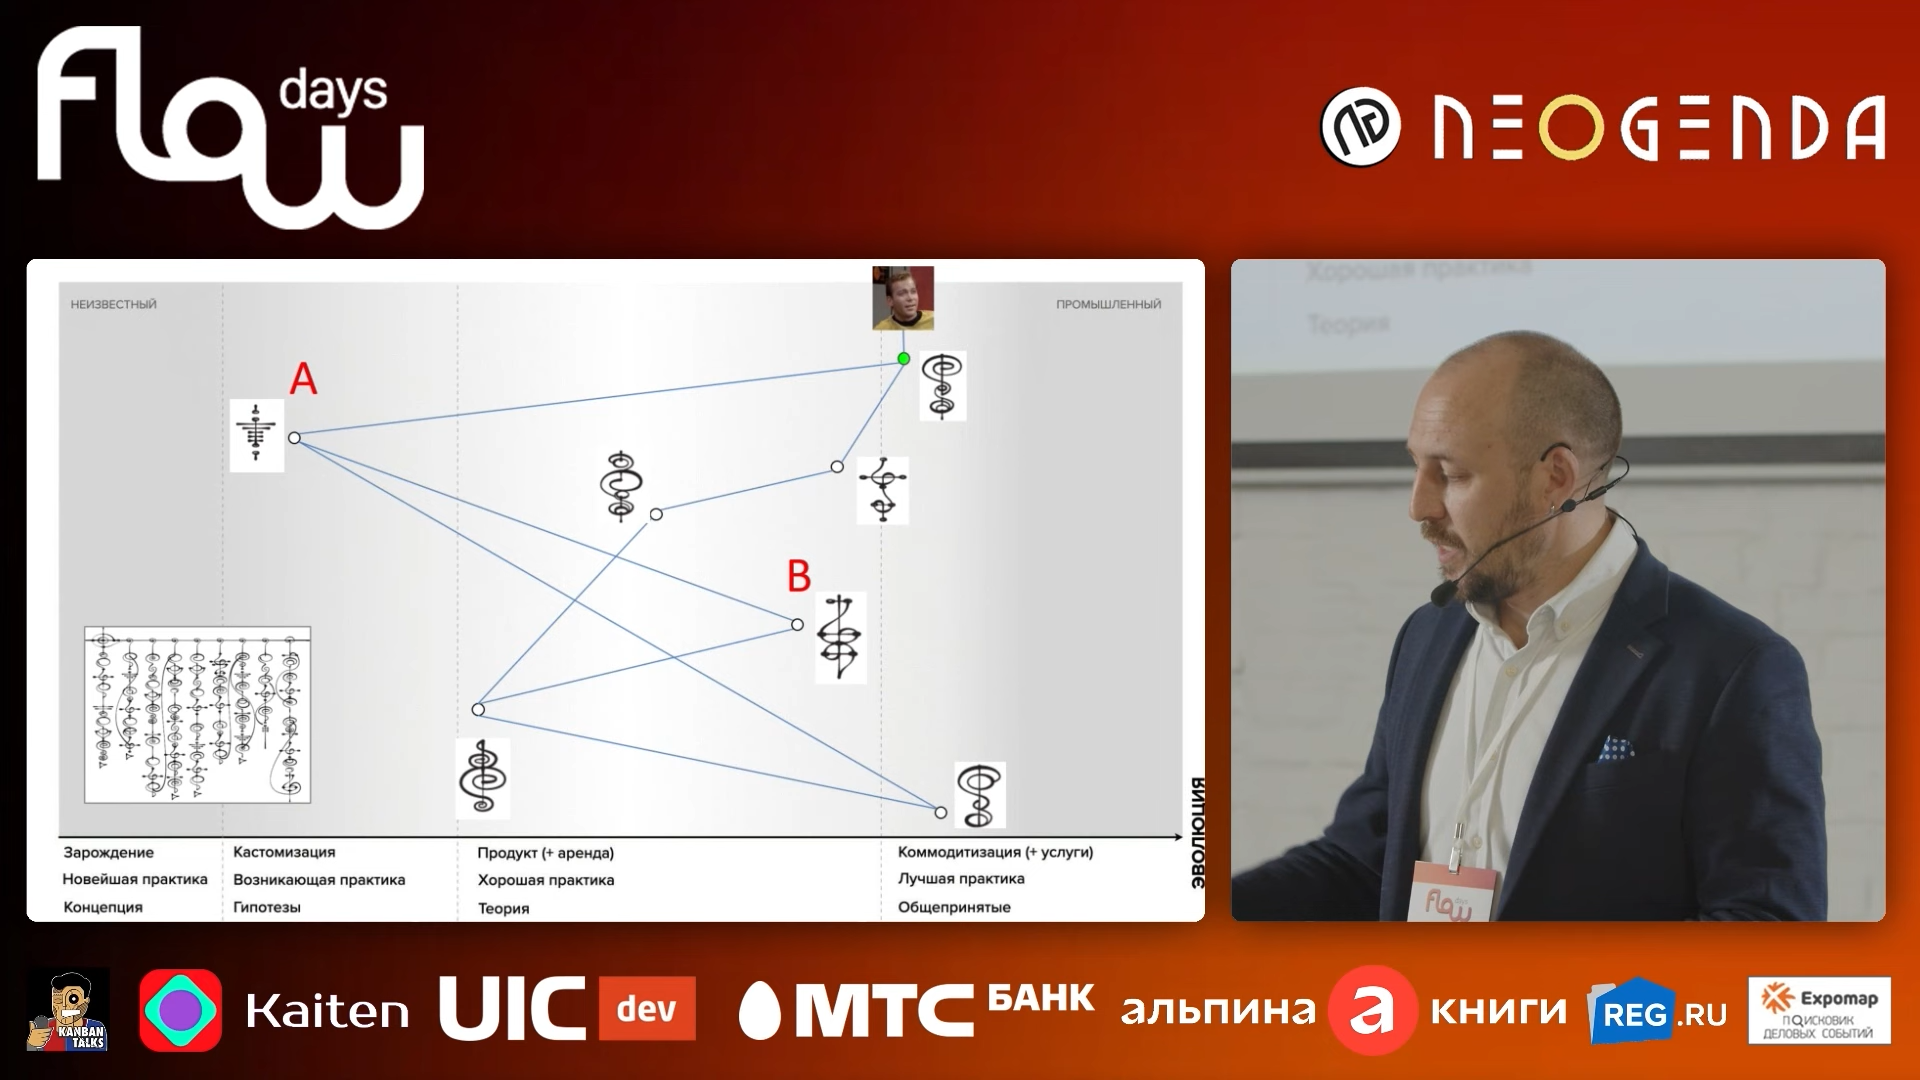 flow days
NEOGENDA
НЕИЗВЕСТНЫЙ
ПРОМЫШЛЕННЫЙ
A
B
ЭВОЛЮЦИЯ
Зарождение
Новейшая практика
Концепция
Кастомизация
Возникающая практика
Гипотезы
Продукт (+ аренда)
Хорошая практика
Теория
Коммодитизация (+ услуги)
Лучшая практика
Общепринятые
Хорошая практика
Теория
flow days
KANBAN
TALKS
Kaiten
UIC dev
МТС БАНК
альпина а книги
REG.RU
Expomap
ПОИСКОВИК
ДЕЛОВЫХ СОБЫТИЙ